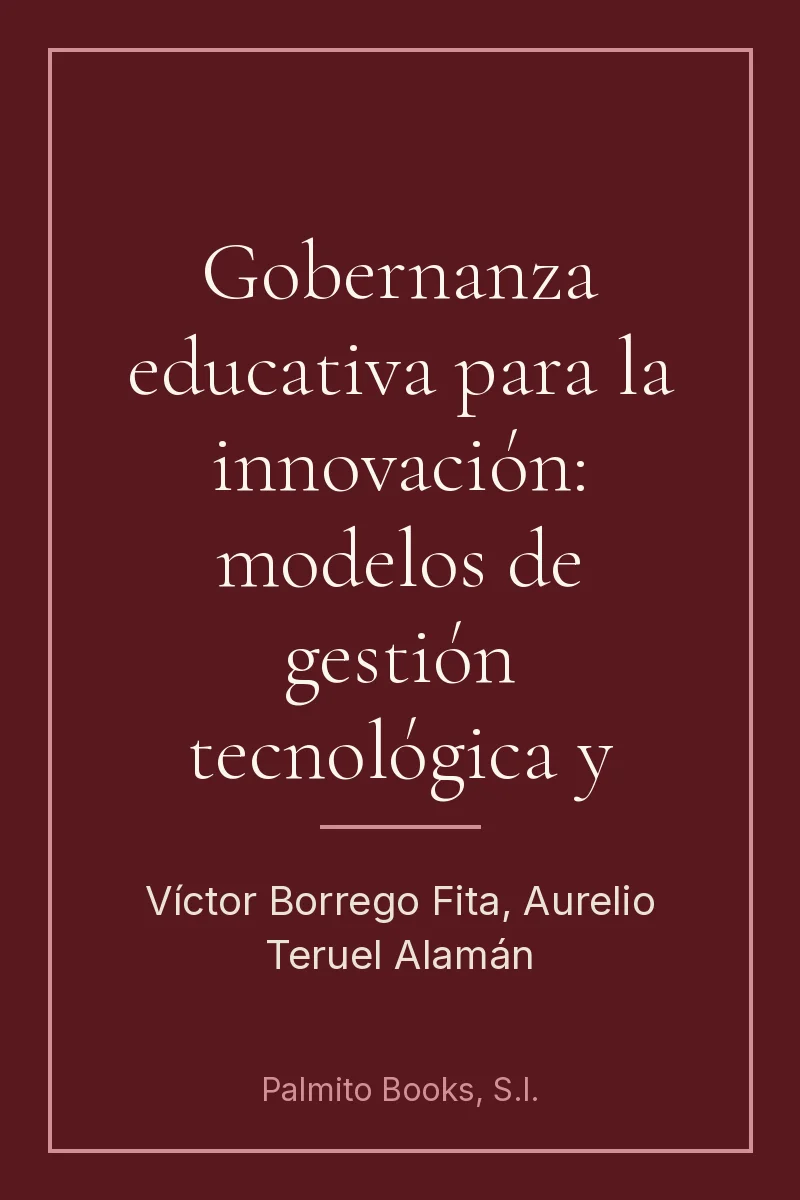 Gobernanza
educativa para la
innovación:
modelos de
gestión
tecnológica y
Víctor Borrego Fita, Aurelio
Teruel Alamán
Palmito Books, S.l.